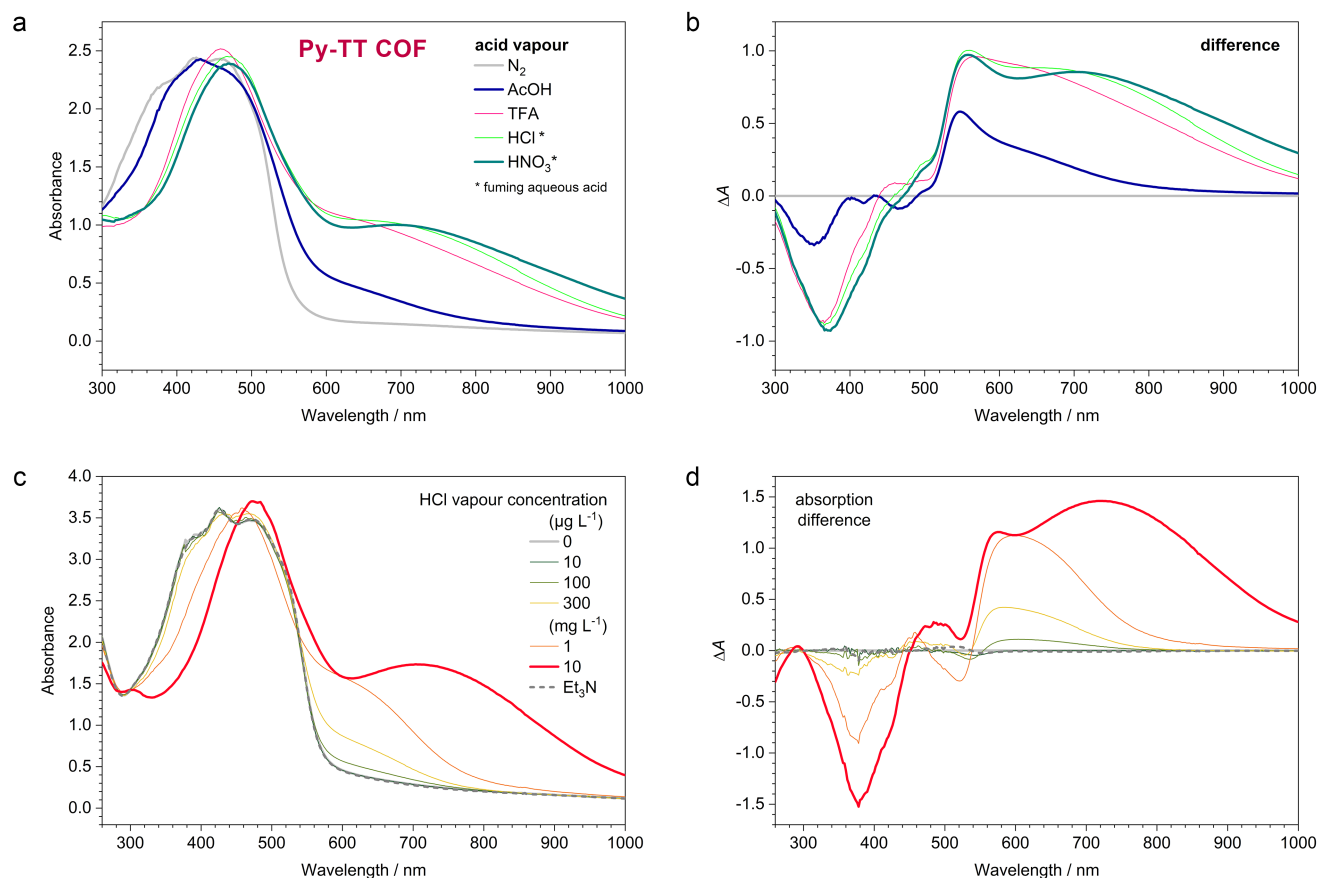 a
Py-TT COF
acid vapour
N2
AcOH
TFA
HCl *
HNO3*
* fuming aqueous acid
Absorbance
2.5
2.0
1.5
1.0
0.5
0.0
300 400 500 600 700 800 900 1000
Wavelength / nm
b
difference
ΔA
1.0
0.5
0.0
-0.5
-1.0
300 400 500 600 700 800 900 1000
Wavelength / nm
c
HCl vapour concentration
(µg L-1)
0
10
100
300
(mg L-1)
1
10
Et3N
Absorbance
4.0
3.5
3.0
2.5
2.0
1.5
1.0
0.5
0.0
300 400 500 600 700 800 900 1000
Wavelength / nm
d
absorption
difference
ΔA
1.5
1.0
0.5
0.0
-0.5
-1.0
-1.5
300 400 500 600 700 800 900 1000
Wavelength / nm